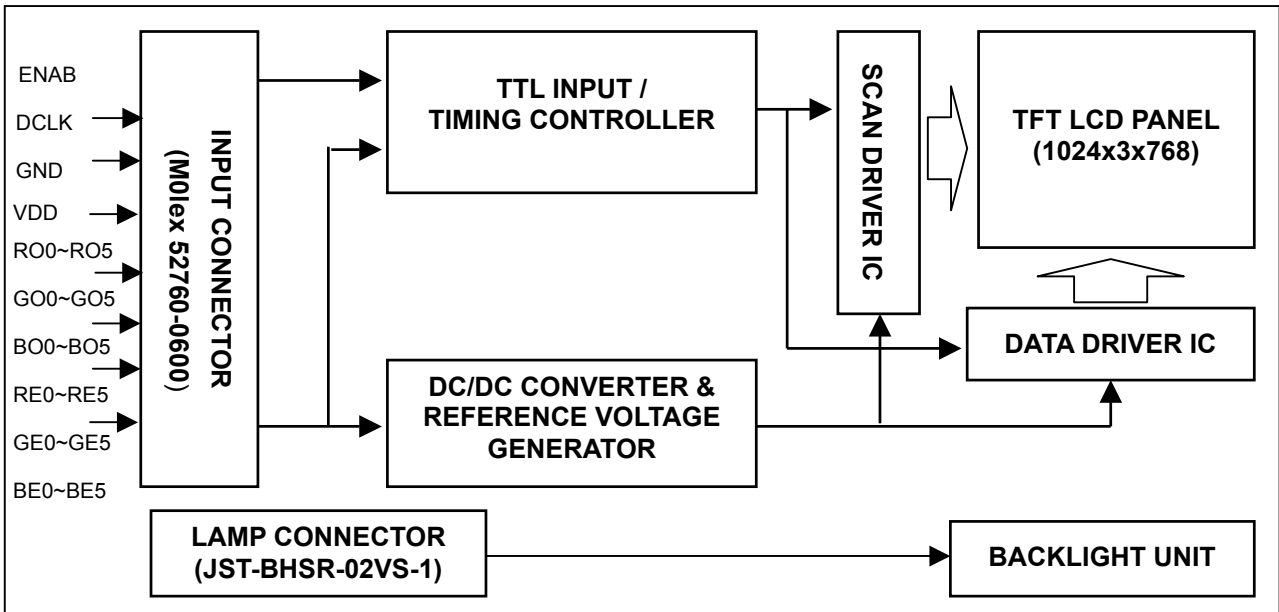 ENAB
DCLK
GND
VDD
RO0~RO5
GO0~GO5
BO0~BO5
RE0~RE5
GE0~GE5
BE0~BE5
INPUT CONNECTOR
(M0lex 52760-0600)
TTL INPUT /
TIMING CONTROLLER
SCAN DRIVER IC
TFT LCD PANEL
(1024x3x768)
DATA DRIVER IC
DC/DC CONVERTER &
REFERENCE VOLTAGE
GENERATOR
LAMP CONNECTOR
(JST-BHSR-02VS-1)
BACKLIGHT UNIT